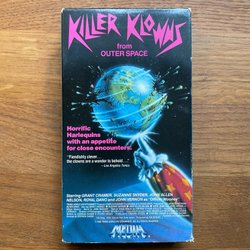 KILLER KLOWNS
from
OUTER SPACE
Horrific
Harlequins
with an appetite
for close encounters.
"Fiendishly clever.
the clowns are a wonder to behold..."
—Los Angeles Times
Starring GRANT CRAMER, SUZANNE SNYDER, JOHN ALLEN
NELSON, ROYAL DANO and JOHN VERNON as "Officer Mooney"
MEDIA